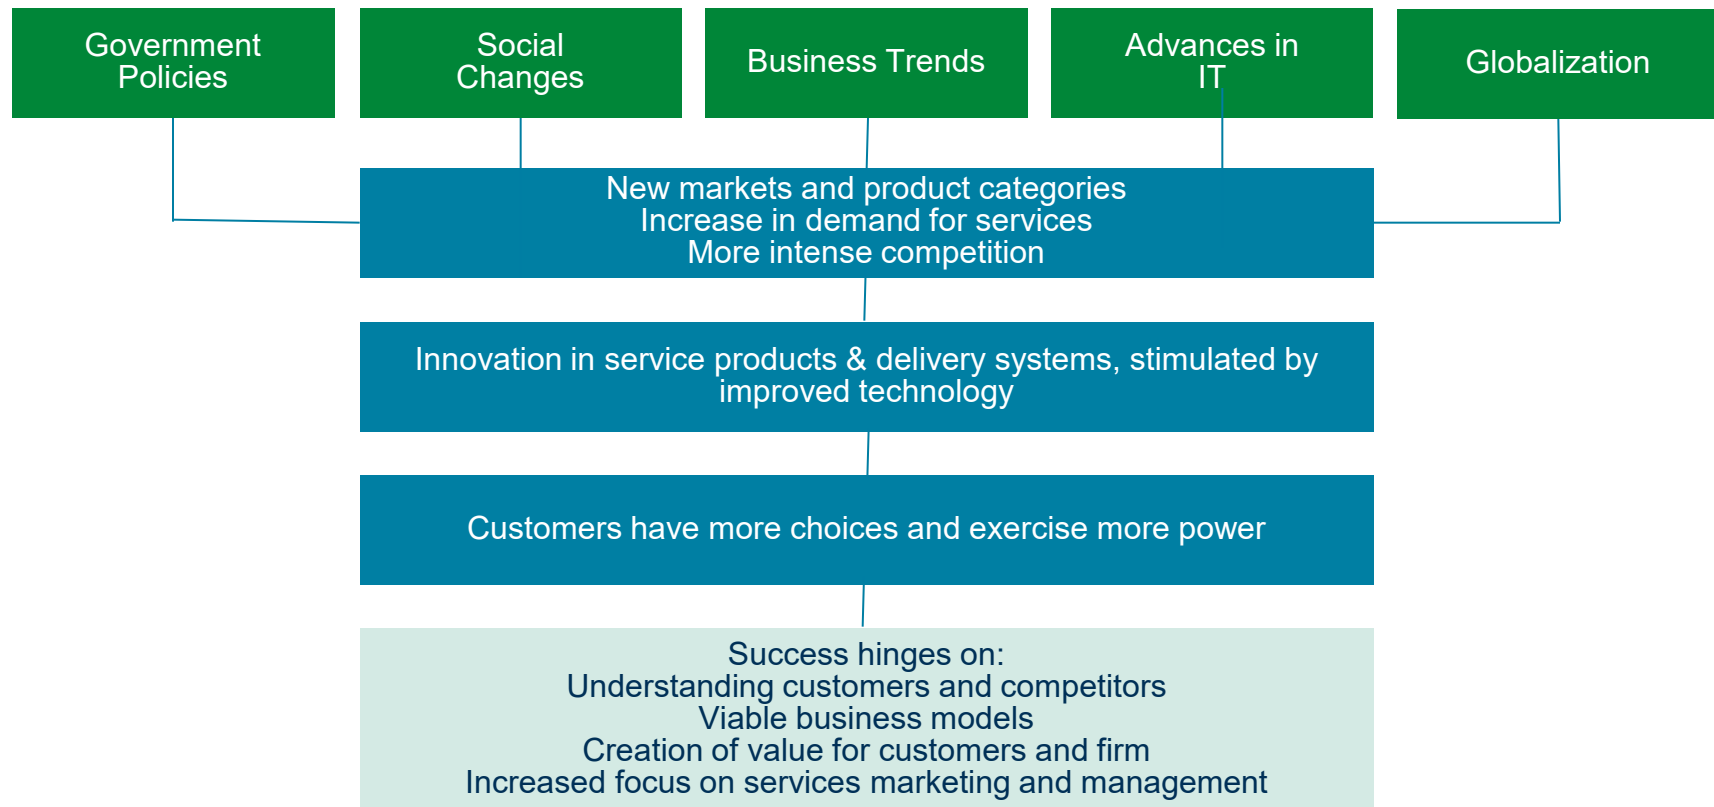 Government
Policies
Social
Changes
Business Trends
Advances in
IT
Globalization
New markets and product categories
Increase in demand for services
More intense competition
Innovation in service products & delivery systems, stimulated by
improved technology
Customers have more choices and exercise more power
Success hinges on:
Understanding customers and competitors
Viable business models
Creation of value for customers and firm
Increased focus on services marketing and management